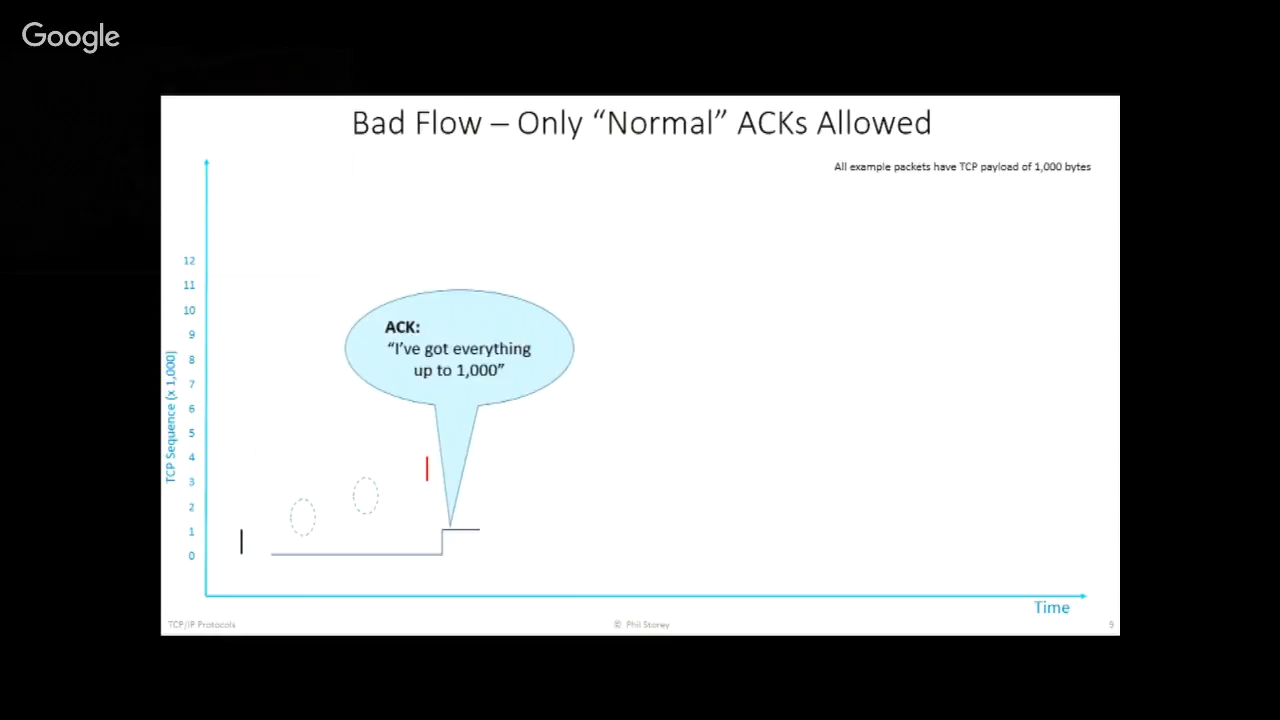 Google
Bad Flow – Only “Normal” ACKs Allowed
All example packets have TCP payload of 1,000 bytes
12
11
10
9
8
7
6
5
4
3
2
1
0
TCP Sequence (x 1,000)
ACK:
“I’ve got everything
up to 1,000”
Time
TCP/IP Protocols
© Phil Storey
9